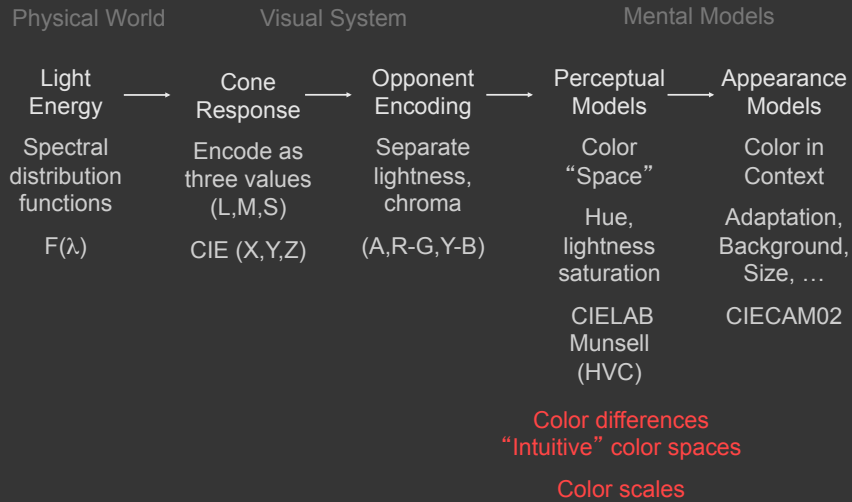 Physical World
Visual System
Mental Models
Light
Energy
Spectral
distribution
functions
F(λ)
Cone
Response
Encode as
three values
(L,M,S)
CIE (X,Y,Z)
Opponent
Encoding
Separate
lightness,
chroma
(A,R-G,Y-B)
Perceptual
Models
Color
“Space”
Hue,
lightness
saturation
CIELAB
Munsell
(HVC)
Appearance
Models
Color in
Context
Adaptation,
Background,
Size, …
CIECAM02
Color differences
“Intuitive” color spaces
Color scales